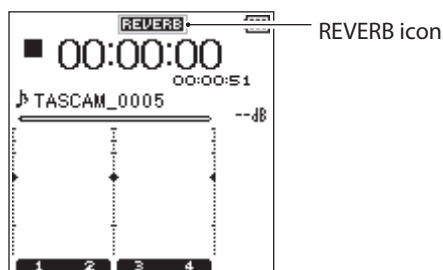 REVERB
REVERB icon
00:00:00
00:00:51
TASCAM_0005
--dB
1 2 3 4